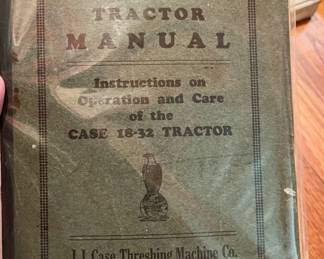 TRACTOR
MANUAL
Instructions on
Operation and Care
of the
CASE 18-32 TRACTOR
J. I. Case Threshing Machine Co.